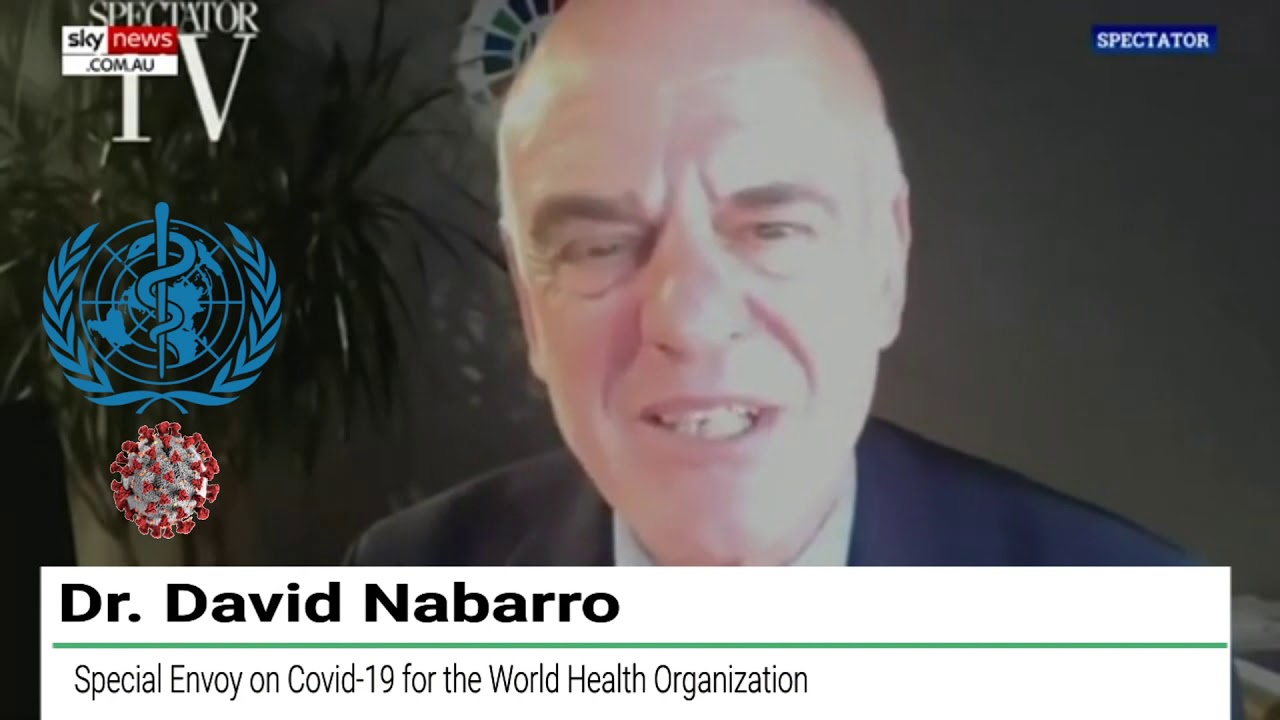 SPECTATOR
TV
sky news
.COM.AU
SPECTATOR
Dr. David Nabarro
Special Envoy on Covid-19 for the World Health Organization